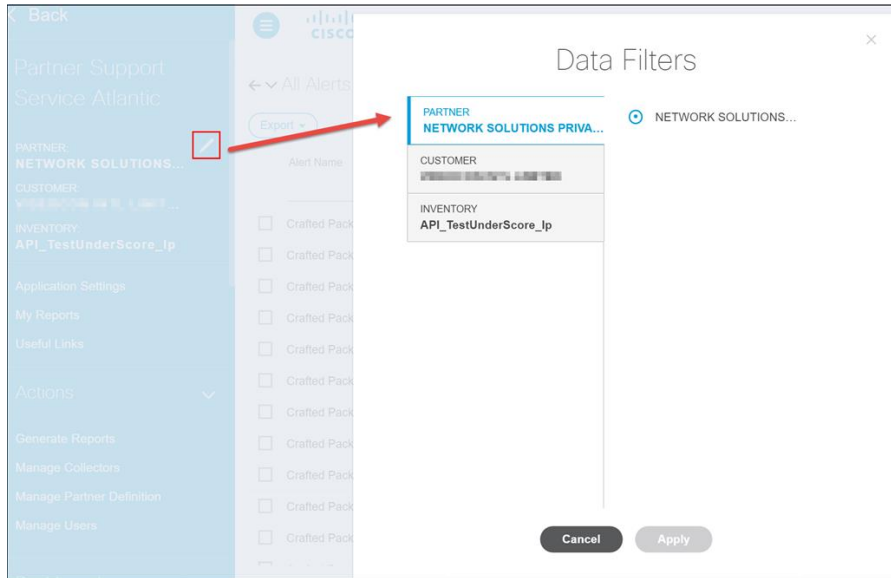 Back
Partner Support
Service Atlantic
PARTNER:
NETWORK SOLUTIONS...
CUSTOMER:
INVENTORY:
API_TestUnderScore_Ip
Application Settings
My Reports
Useful Links
Actions
Generate Reports
Manage Collectors
Manage Partner Definition
Manage Users
CISCO
All Alerts
Export
Alert Name
Crafted Pack
Crafted Pack
Crafted Pack
Crafted Pack
Crafted Pack
Crafted Pack
Crafted Pack
Crafted Pack
Crafted Pack
Crafted Pack
Crafted Pack
Data Filters
PARTNER
NETWORK SOLUTIONS PRIVA...
CUSTOMER
INVENTORY
API_TestUnderScore_Ip
NETWORK SOLUTIONS...
Cancel
Apply